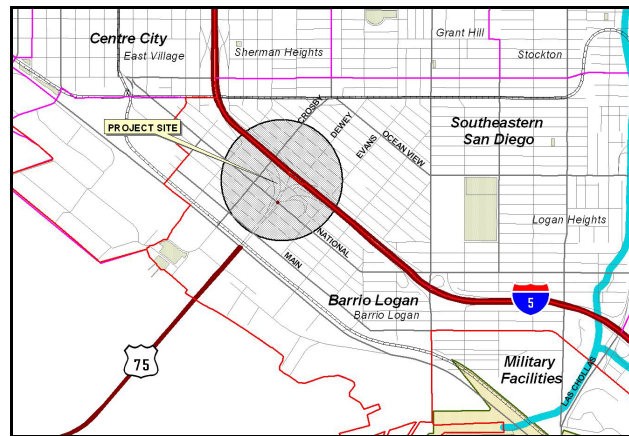 Centre City
East Village
Sherman Heights
Grant Hill
Stockton
PROJECT SITE
CROSBY
DEWEY
EVANS
OCEAN VIEW
Southeastern
San Diego
Logan Heights
NATIONAL
MAIN
Barrio Logan
Barrio Logan
5
75
Military
Facilities
LAS CHOLLAS